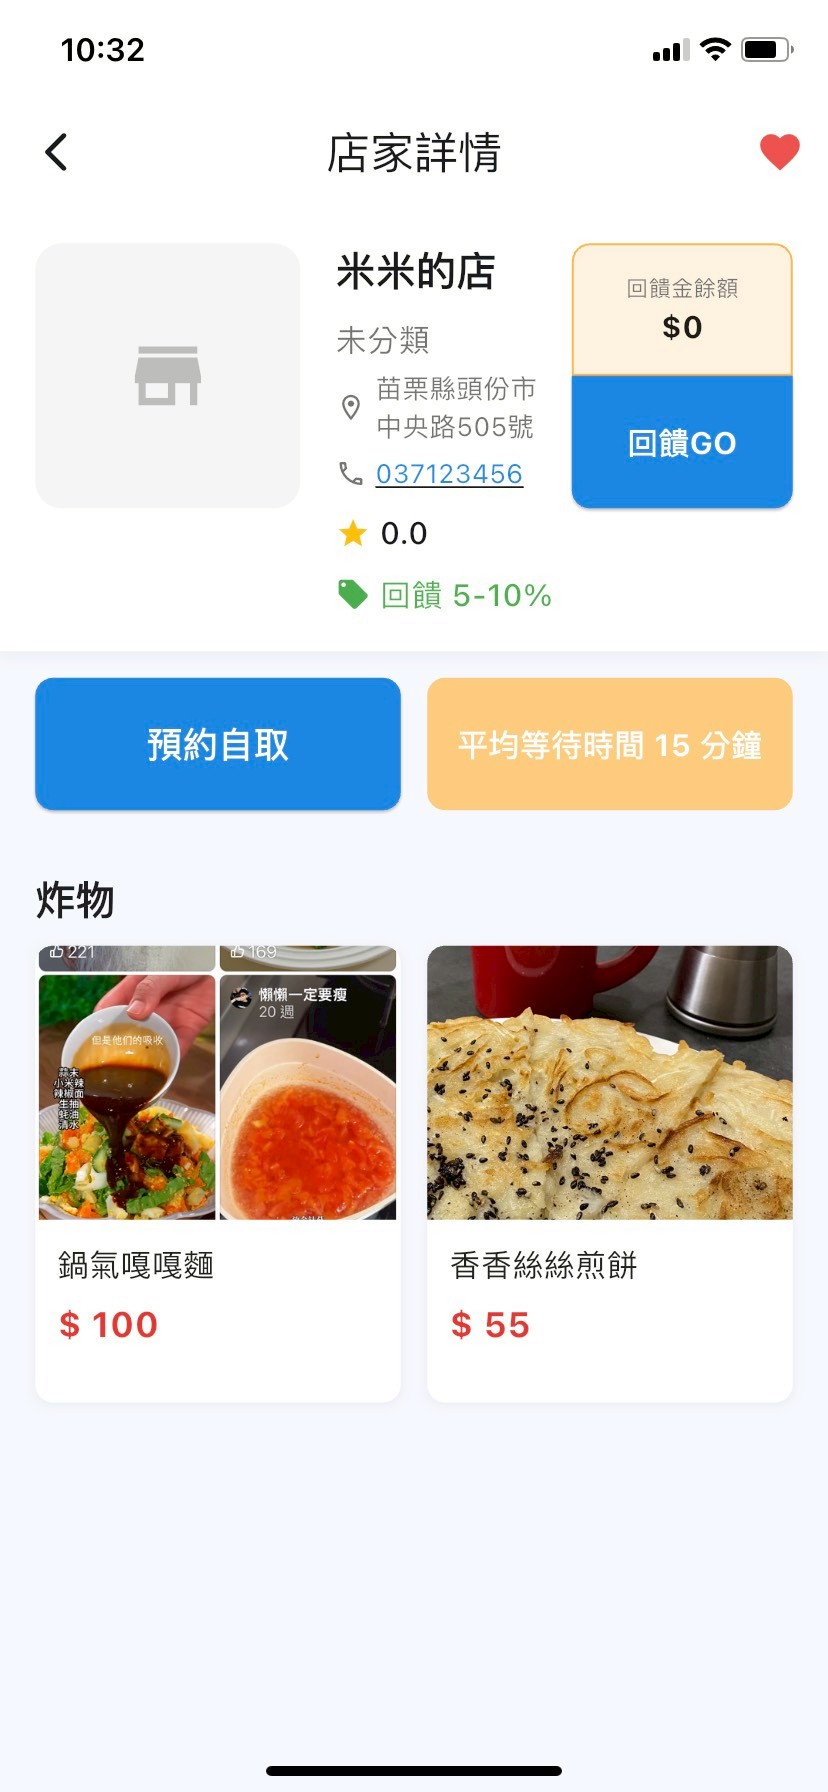 10:32
店家詳情
米米的店
未分類
苗栗縣頭份市
中央路505號
037123456
0.0
回饋 5-10%
回饋金餘額
$0
回饋GO
預約自取
平均等待時間 15 分鐘
炸物
221
169
但是他们的吸收
蒜末
小米辣
辣椒面
生抽
蚝油
清水
懶懶一定要瘦
20 週
鍋氣嘎嘎麵
$ 100
香香絲絲煎餅
$ 55